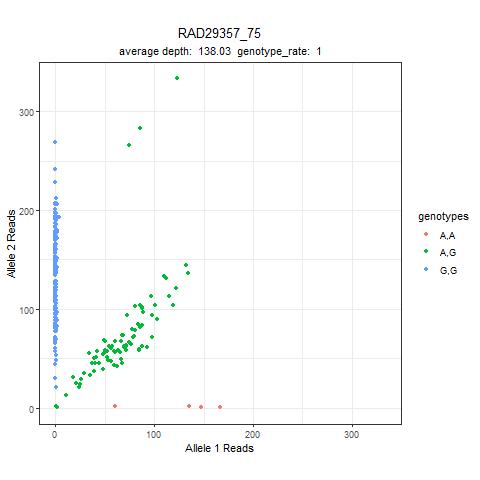 RAD29357_75
average depth:  138.03  genotype_rate:  1
Allele 2 Reads
300
200
100
0
0 100 200 300
Allele 1 Reads
genotypes
A,A
A,G
G,G